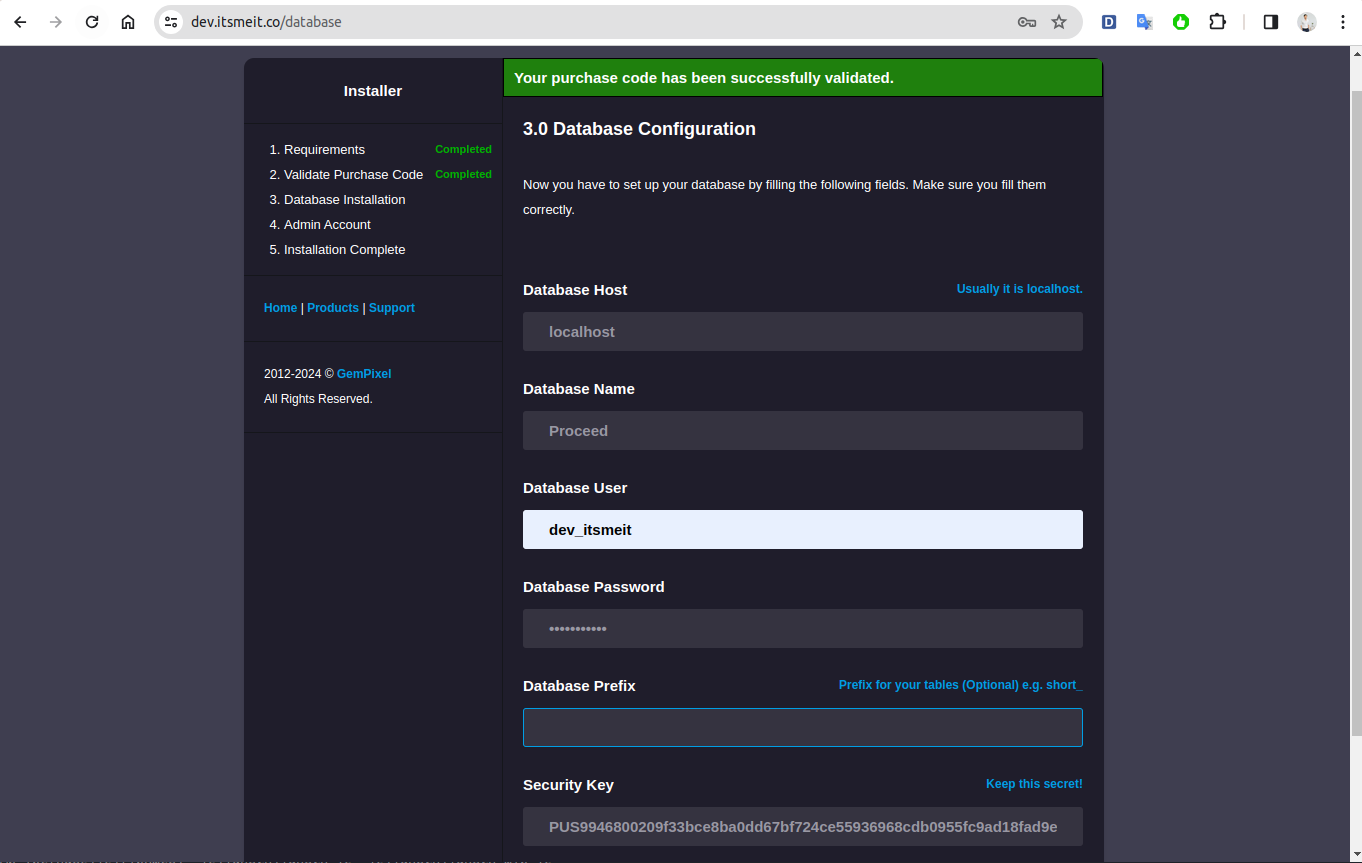 dev.itsmeit.co/database
Installer
1. Requirements Completed
2. Validate Purchase Code Completed
3. Database Installation
4. Admin Account
5. Installation Complete
Home | Products | Support
2012-2024 © GemPixel
All Rights Reserved.
Your purchase code has been successfully validated.
3.0 Database Configuration
Now you have to set up your database by filling the following fields. Make sure you fill them
correctly.
Database Host Usually it is localhost.
localhost
Database Name
Proceed
Database User
dev_itsmeit
Database Password
•••••••••••
Database Prefix Prefix for your tables (Optional) e.g. short_
Security Key Keep this secret!
PUS9946800209f33bce8ba0dd67bf724ce55936968cdb0955fc9ad18fad9e